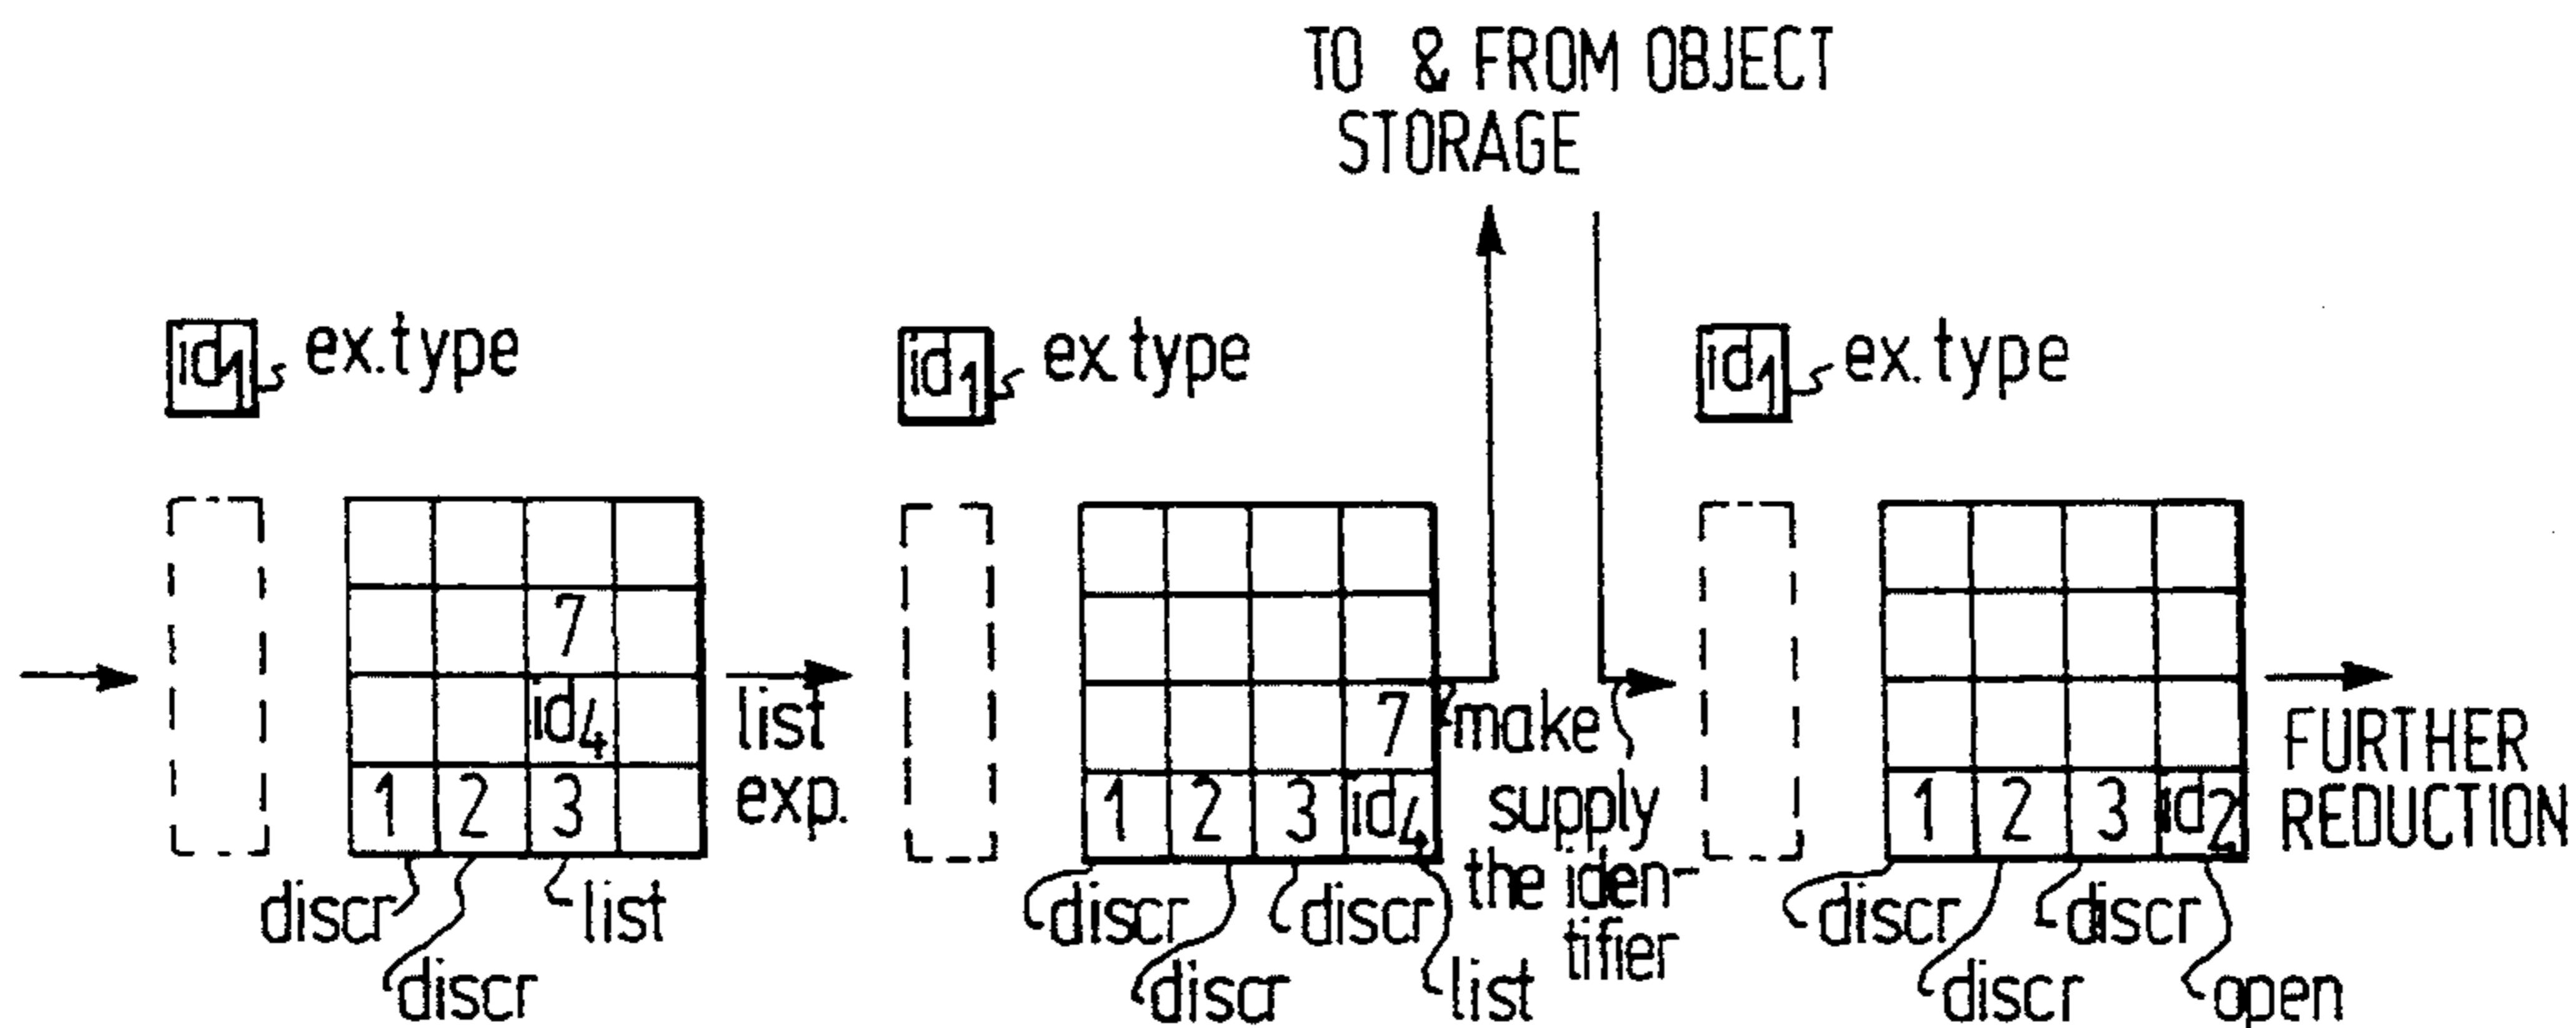 TO & FROM OBJECT
STORAGE
id1 ex.type
id1 ex.type
id1 ex.type
7
id4
1 2 3
list
exp.
7
1 2 3 id4
make
supply
the iden-
tifier
1 2 3 id2
FURTHER
REDUCTION
discr
discr
list
discr
discr
discr
list
discr
discr
discr
open